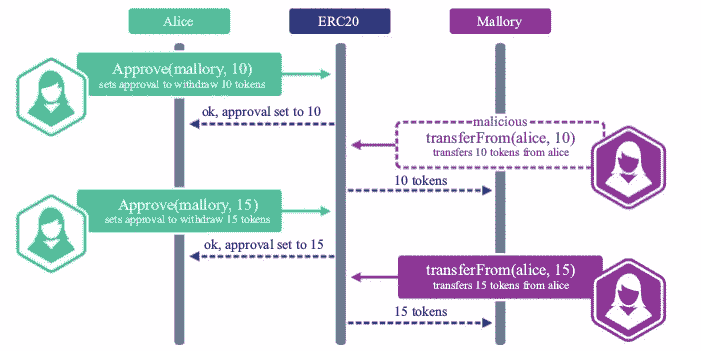 Alice
ERC20
Mallory
Approve(mallory, 10)
sets approval to withdraw 10 tokens
ok, approval set to 10
malicious
transferFrom(alice, 10)
transfers 10 tokens from alice
10 tokens
Approve(mallory, 15)
sets approval to withdraw 15 tokens
ok, approval set to 15
transferFrom(alice, 15)
transfers 15 tokens from alice
15 tokens